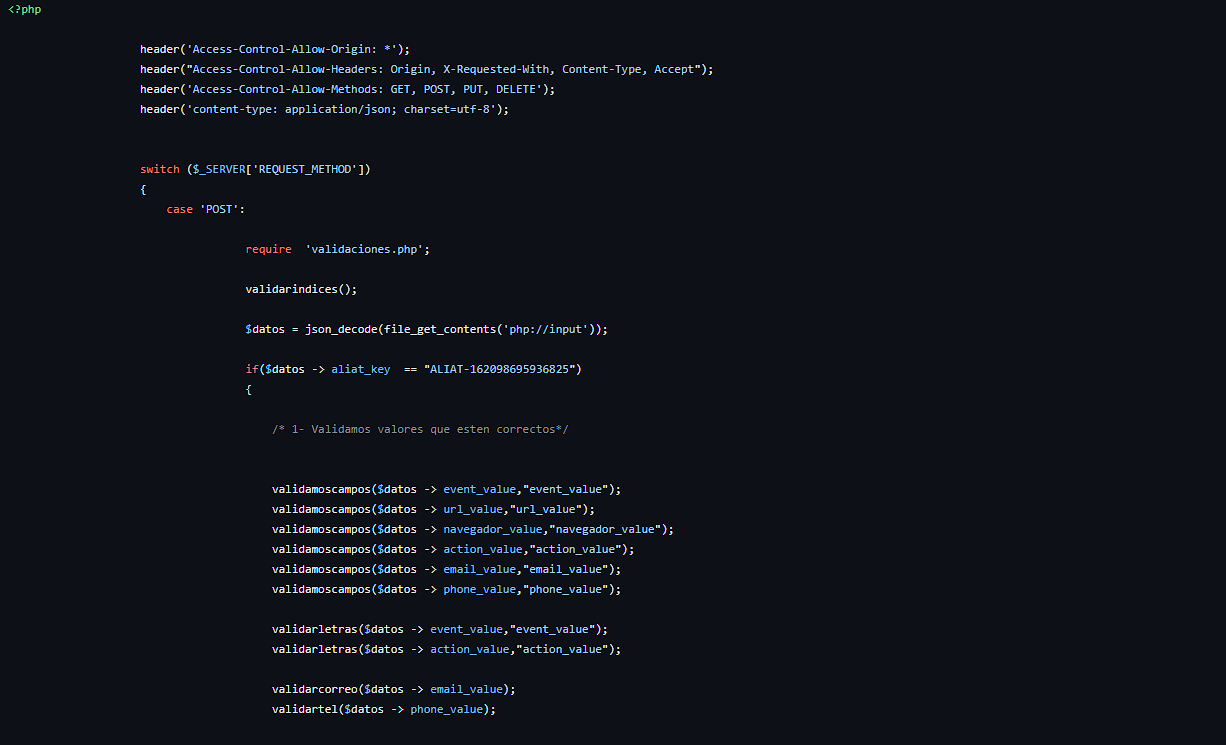 <?php
header('Access-Control-Allow-Origin: *');
header("Access-Control-Allow-Headers: Origin, X-Requested-With, Content-Type, Accept");
header('Access-Control-Allow-Methods: GET, POST, PUT, DELETE');
header('content-type: application/json; charset=utf-8');
switch ($_SERVER['REQUEST_METHOD'])
{
case 'POST':
require  'validaciones.php';
validarindices();
$datos = json_decode(file_get_contents('php://input'));
if($datos -> aliat_key  == "ALIAT-162098695936825")
{
/* 1- Validamos valores que esten correctos*/
validamoscampos($datos -> event_value,"event_value");
validamoscampos($datos -> url_value,"url_value");
validamoscampos($datos -> navegador_value,"navegador_value");
validamoscampos($datos -> action_value,"action_value");
validamoscampos($datos -> email_value,"email_value");
validamoscampos($datos -> phone_value,"phone_value");
validarletras($datos -> event_value,"event_value");
validarletras($datos -> action_value,"action_value");
validarcorreo($datos -> email_value);
validartel($datos -> phone_value);